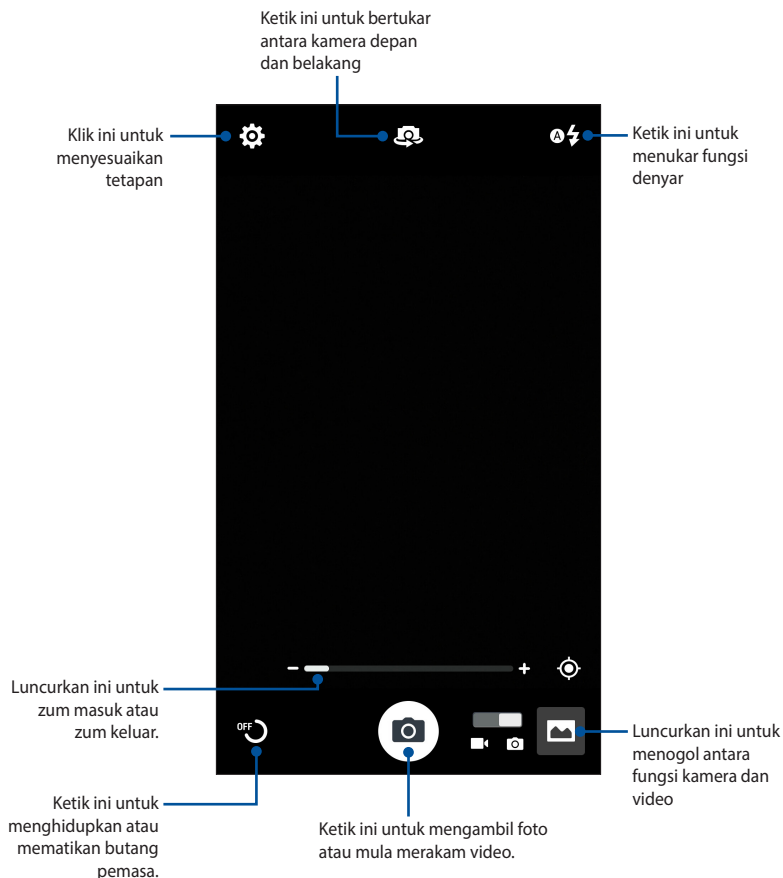 Ketik ini untuk bertukar
antara kamera depan
dan belakang
Klik ini untuk
menyesuaikan
tetapan
A
Ketik ini untuk
menukar fungsi
denyar
Luncurkan ini untuk
zum masuk atau
zum keluar.
OFF
Luncurkan ini untuk
menogol antara
fungsi kamera dan
video
Ketik ini untuk
menghidupkan atau
mematikan butang
pemasa.
Ketik ini untuk mengambil foto
atau mula merakam video.